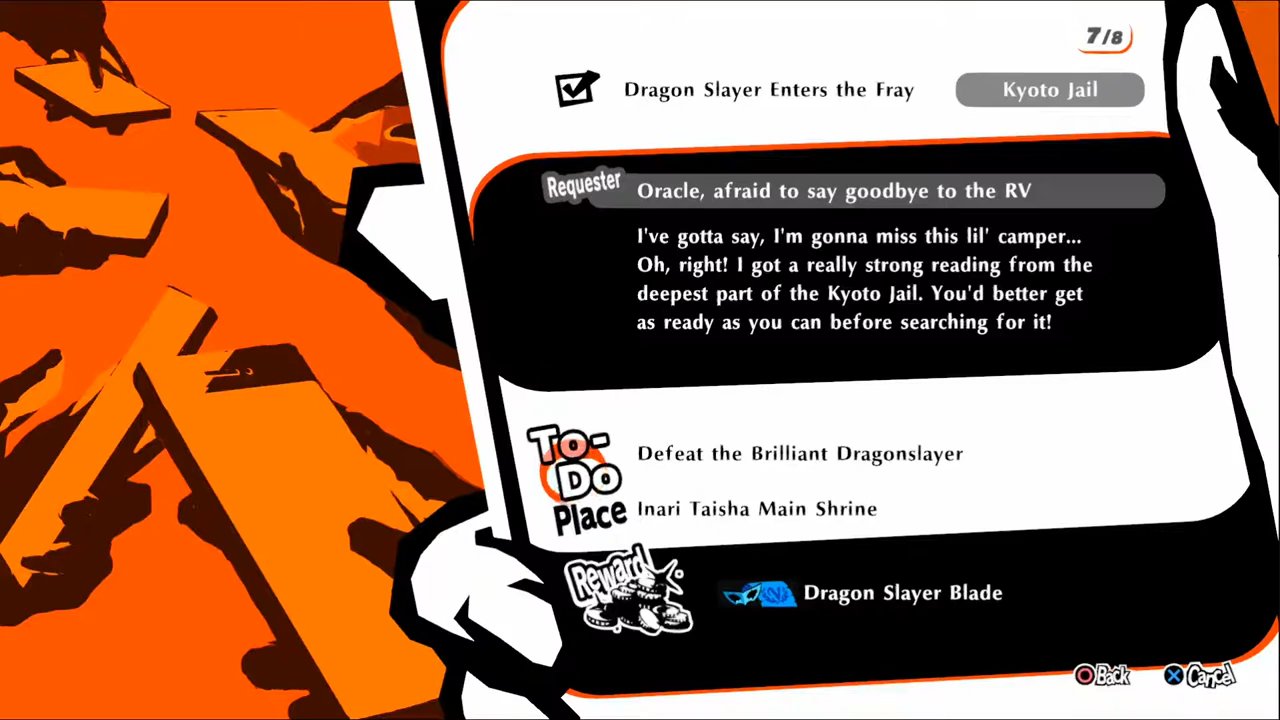 7/8
Dragon Slayer Enters the Fray
Kyoto Jail
Requester
Oracle, afraid to say goodbye to the RV
I've gotta say, I'm gonna miss this lil' camper...
Oh, right! I got a really strong reading from the
deepest part of the Kyoto Jail. You'd better get
as ready as you can before searching for it!
To-
Do
Defeat the Brilliant Dragonslayer
Place
Inari Taisha Main Shrine
Reward
Dragon Slayer Blade
Back
Cancel